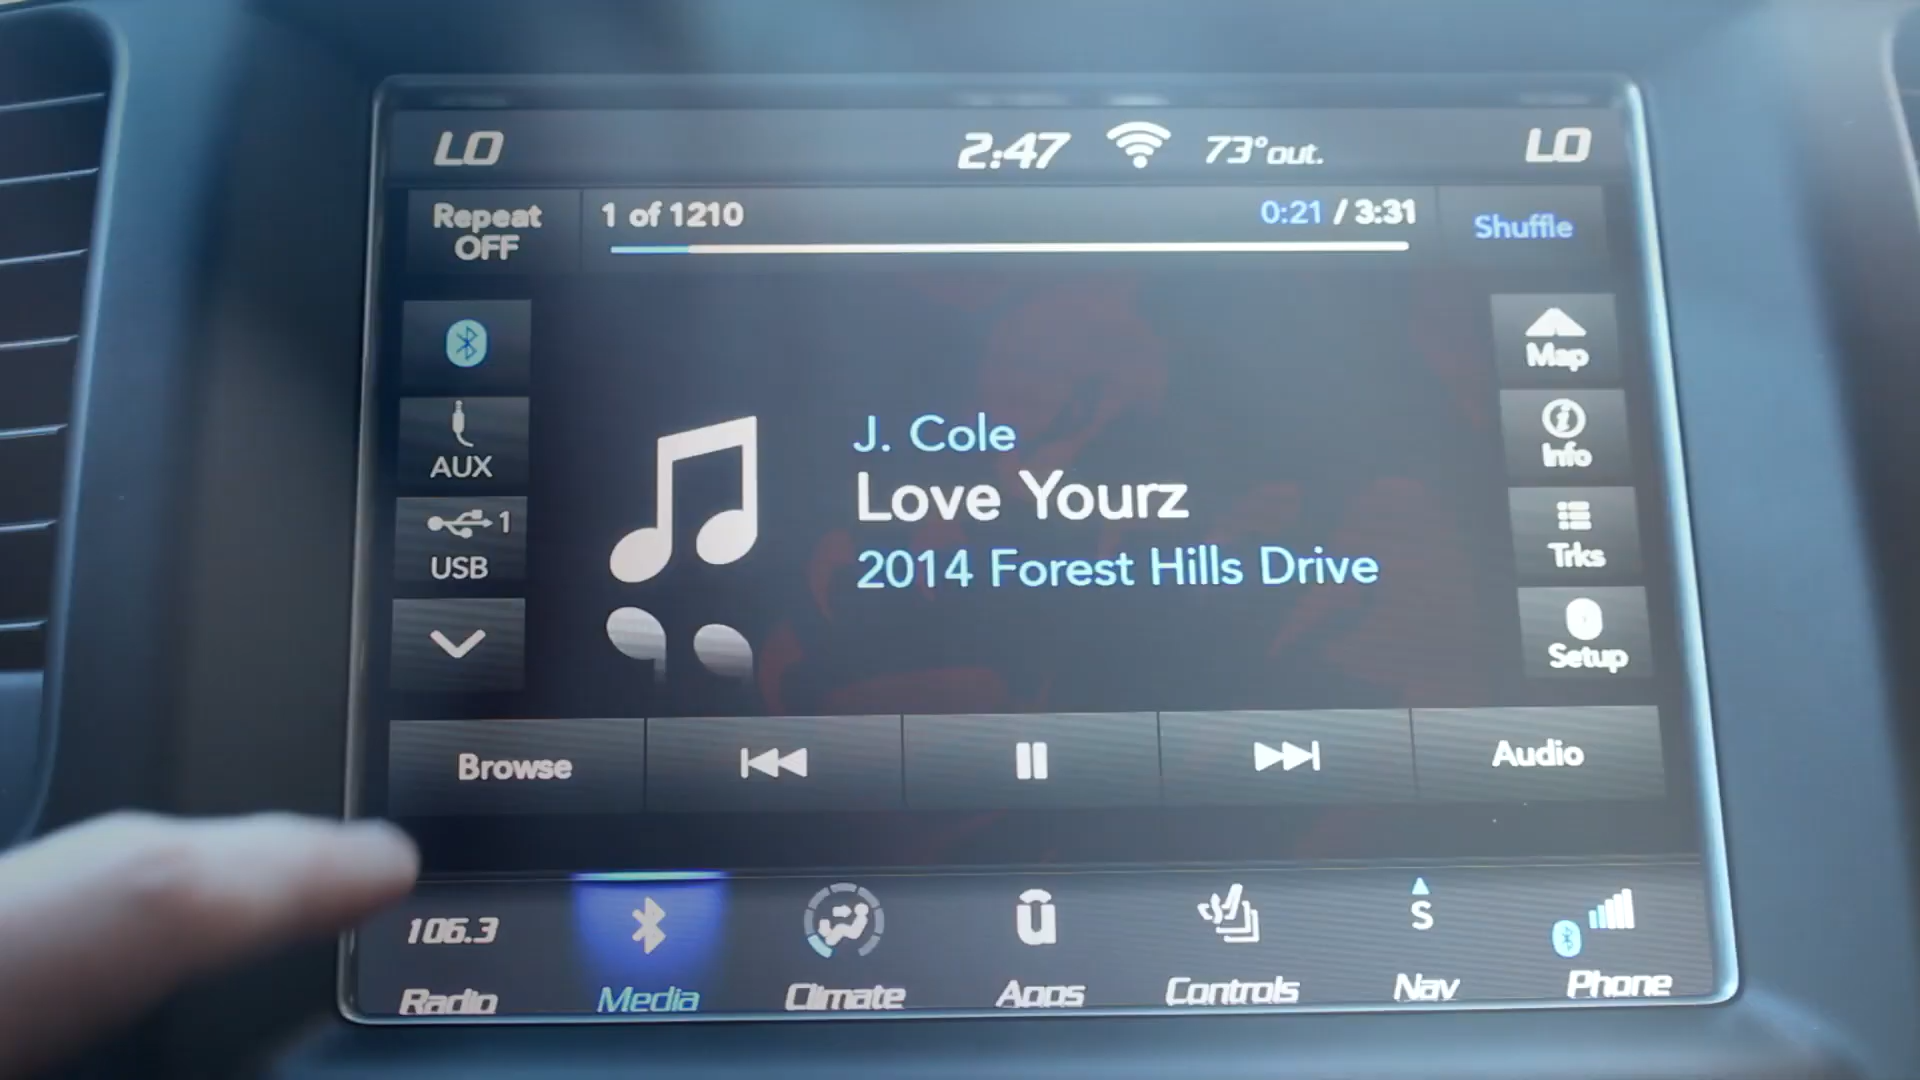 LO 2:47 73°out. LO
Repeat
OFF
1 of 1210
0:21 / 3:31
Shuffle
AUX
1
USB
J. Cole
Love Yourz
2014 Forest Hills Drive
Map
Info
Trks
Setup
Browse
Audio
106.3
S
Radio Media Climate Apps Controls Nav Phone